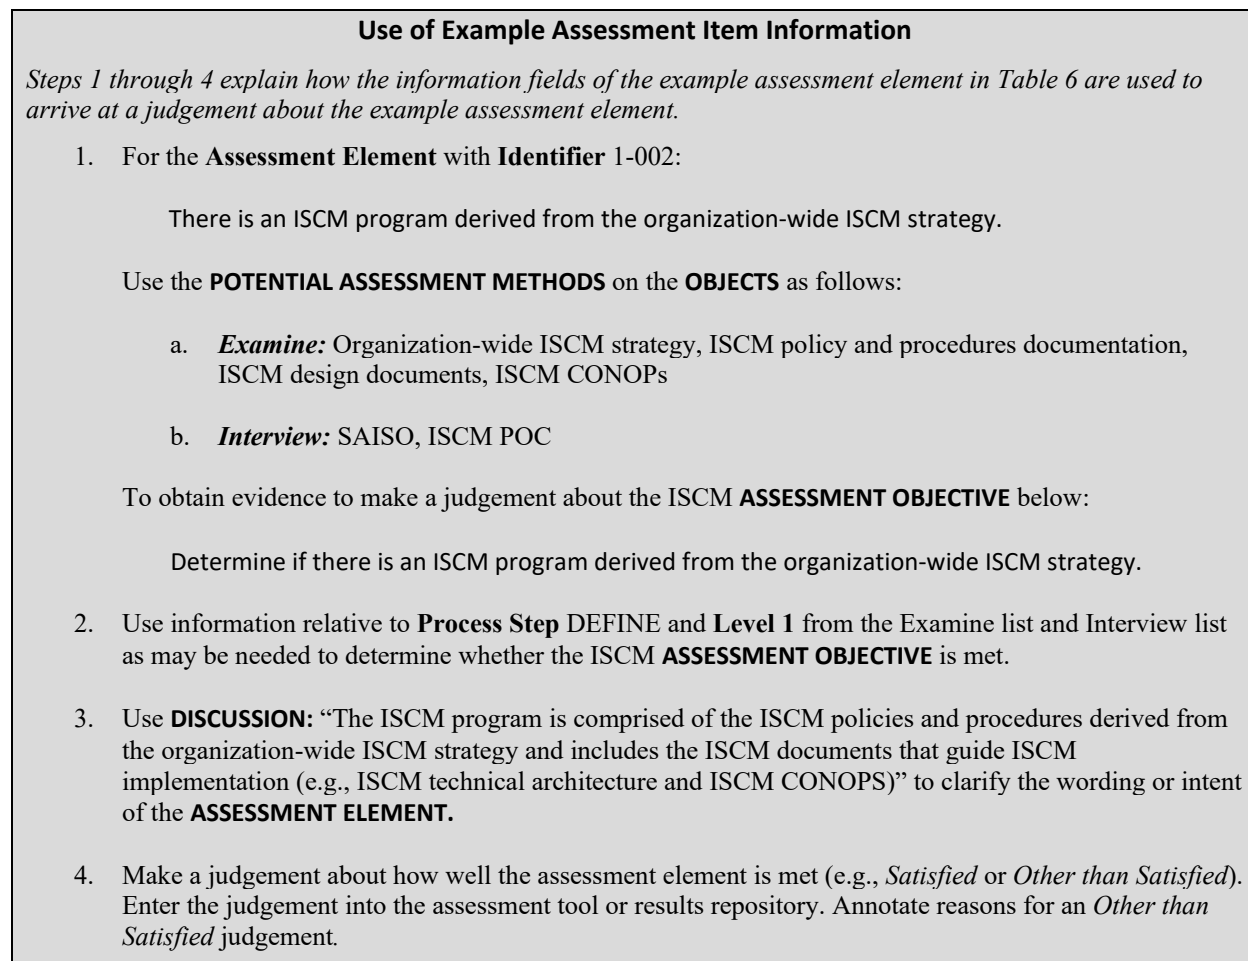 Use of Example Assessment Item Information
Steps 1 through 4 explain how the information fields of the example assessment element in Table 6 are used to
arrive at a judgement about the example assessment element.
1. For the Assessment Element with Identifier 1-002:
There is an ISCM program derived from the organization-wide ISCM strategy.
Use the POTENTIAL ASSESSMENT METHODS on the OBJECTS as follows:
a. Examine: Organization-wide ISCM strategy, ISCM policy and procedures documentation,
ISCM design documents, ISCM CONOPs
b. Interview: SAISO, ISCM POC
To obtain evidence to make a judgement about the ISCM ASSESSMENT OBJECTIVE below:
Determine if there is an ISCM program derived from the organization-wide ISCM strategy.
2. Use information relative to Process Step DEFINE and Level 1 from the Examine list and Interview list
as may be needed to determine whether the ISCM ASSESSMENT OBJECTIVE is met.
3. Use DISCUSSION: “The ISCM program is comprised of the ISCM policies and procedures derived from
the organization-wide ISCM strategy and includes the ISCM documents that guide ISCM
implementation (e.g., ISCM technical architecture and ISCM CONOPS)” to clarify the wording or intent
of the ASSESSMENT ELEMENT.
4. Make a judgement about how well the assessment element is met (e.g., Satisfied or Other than Satisfied).
Enter the judgement into the assessment tool or results repository. Annotate reasons for an Other than
Satisfied judgement.